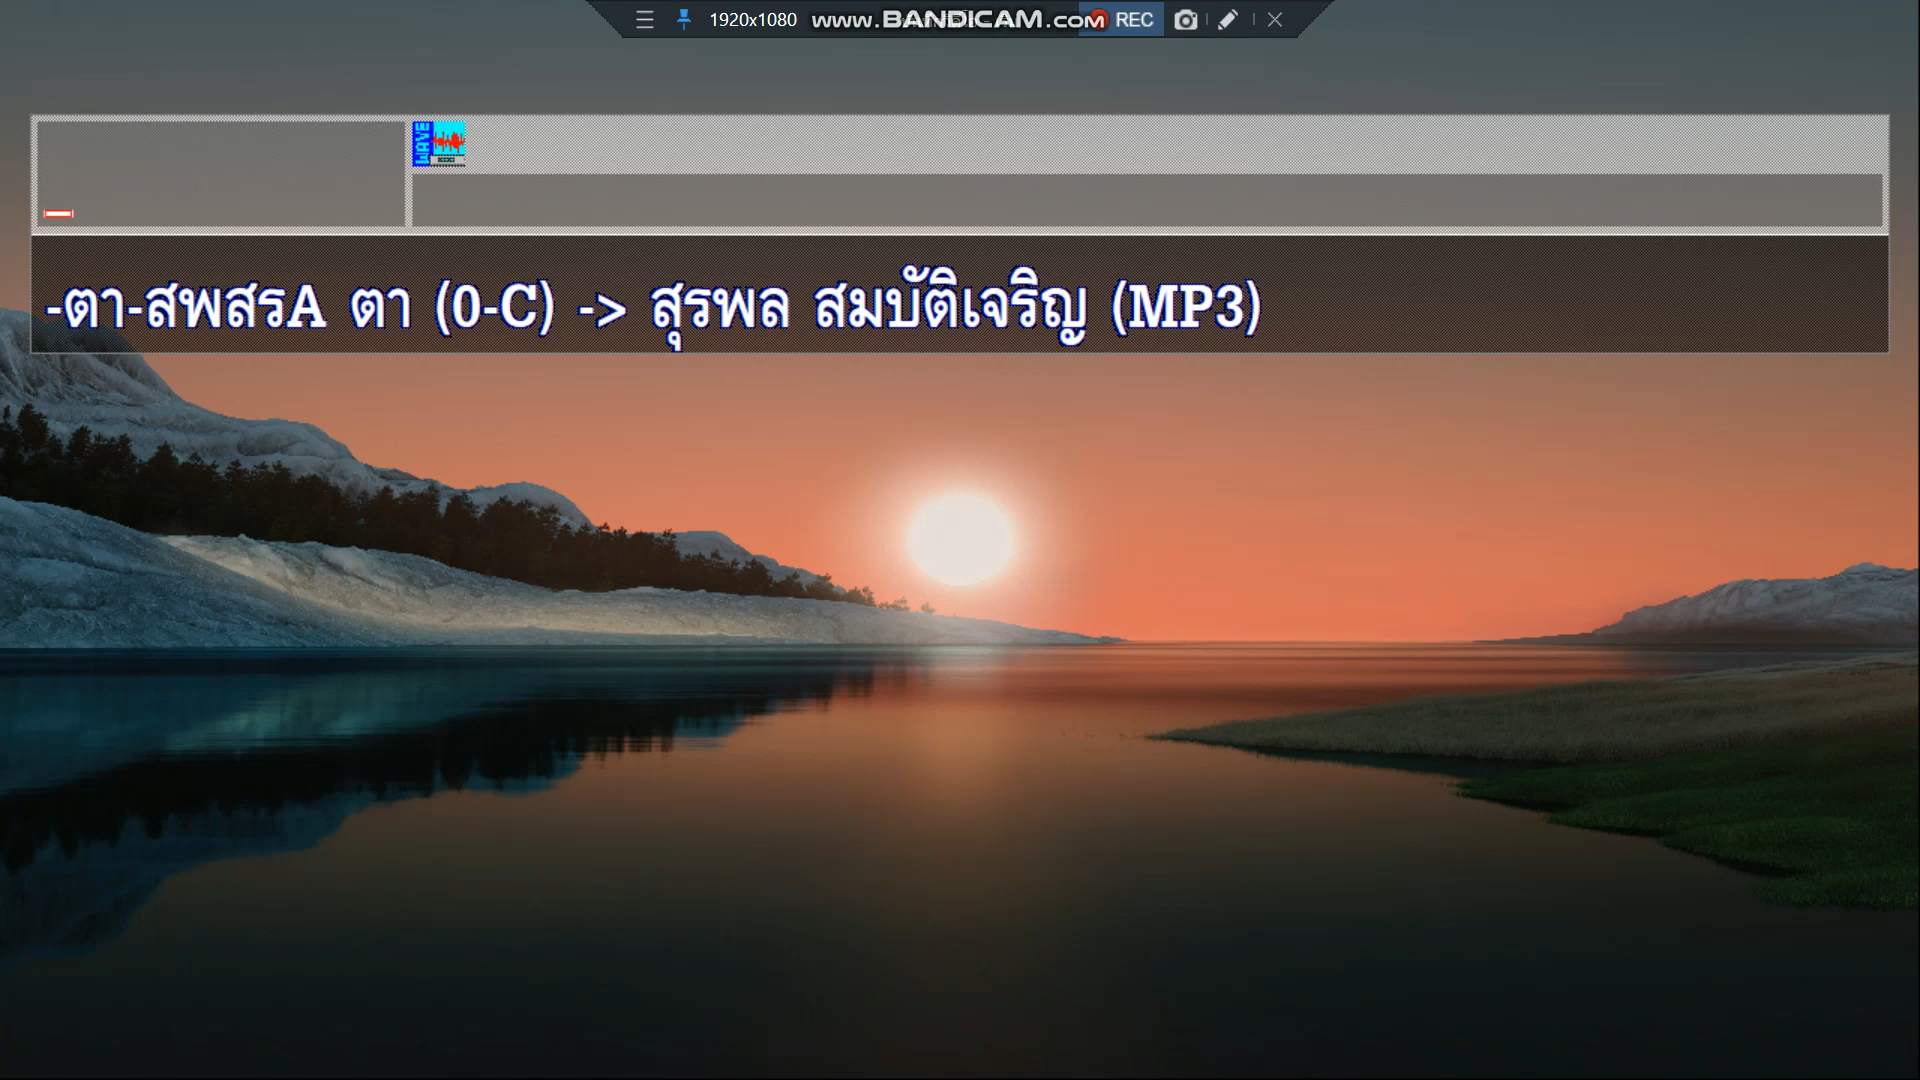 1920x1080 www.BANDICAM.com REC
WAVE
-ตา-สพสรA ตา (0-C) -> สุรพล สมบัติเจริญ (MP3)